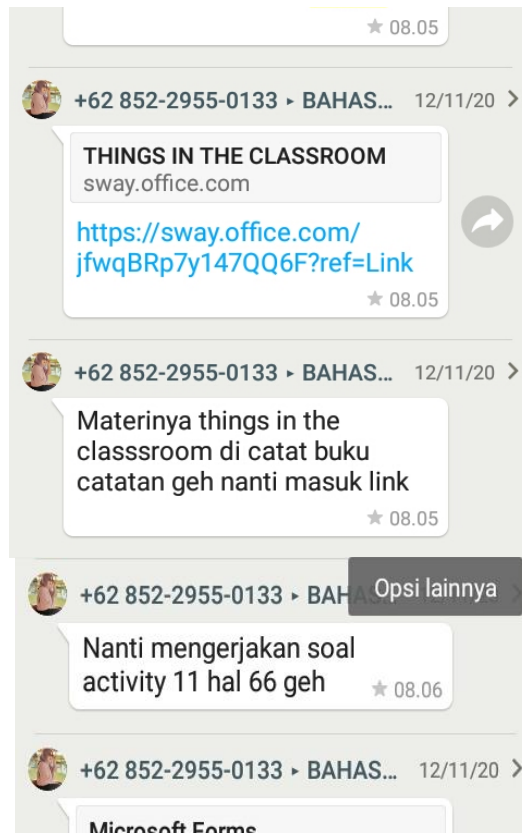 ★ 08.05
+62 852-2955-0133 ▸ BAHAS... 12/11/20 >
THINGS IN THE CLASSROOM
sway.office.com
https://sway.office.com/
jfwqBRp7y147QQ6F?ref=Link
★ 08.05
+62 852-2955-0133 ▸ BAHAS... 12/11/20 >
Materinya things in the
classsroom di catat buku
catatan geh nanti masuk link
★ 08.05
+62 852-2955-0133 ▸ BAHAS...
Opsi lainnya
Nanti mengerjakan soal
activity 11 hal 66 geh ★ 08.06
+62 852-2955-0133 ▸ BAHAS... 12/11/20 >
Microsoft Forms